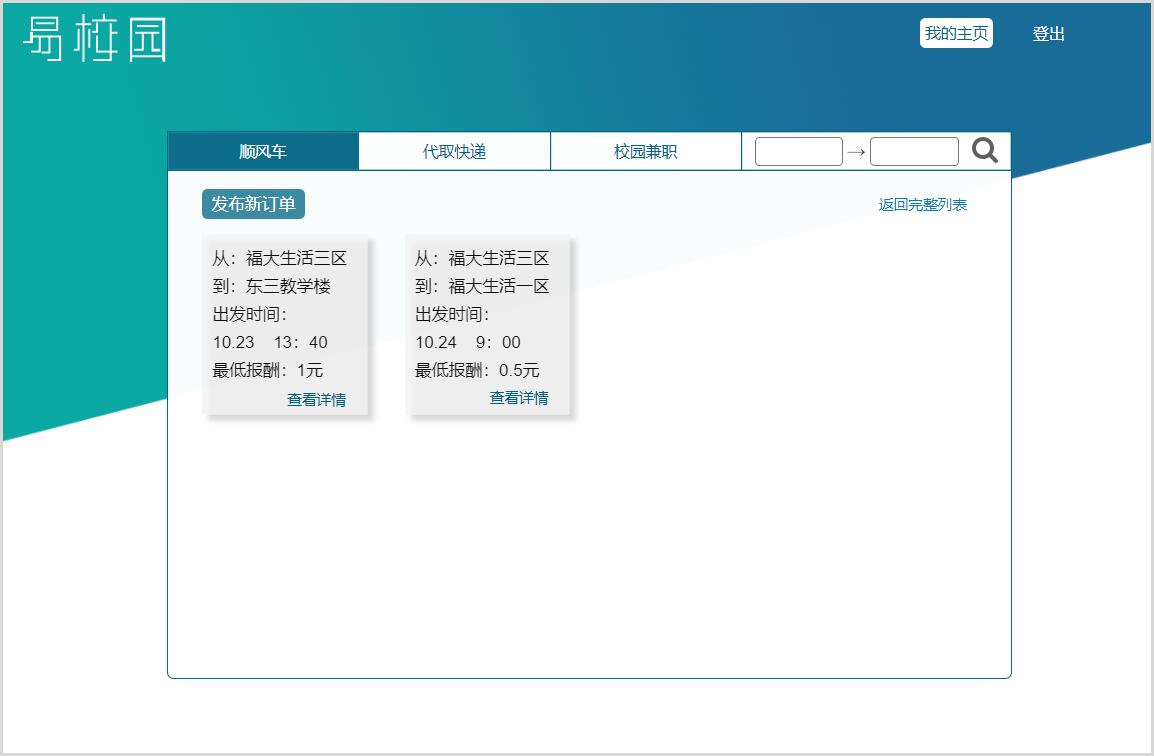 易校园
我的主页
登出
顺风车
代取快递
校园兼职
→
发布新订单
返回完整列表
从：福大生活三区
到：东三教学楼
出发时间：
10.23 13：40
最低报酬：1元
查看详情
从：福大生活三区
到：福大生活一区
出发时间：
10.24 9：00
最低报酬：0.5元
查看详情